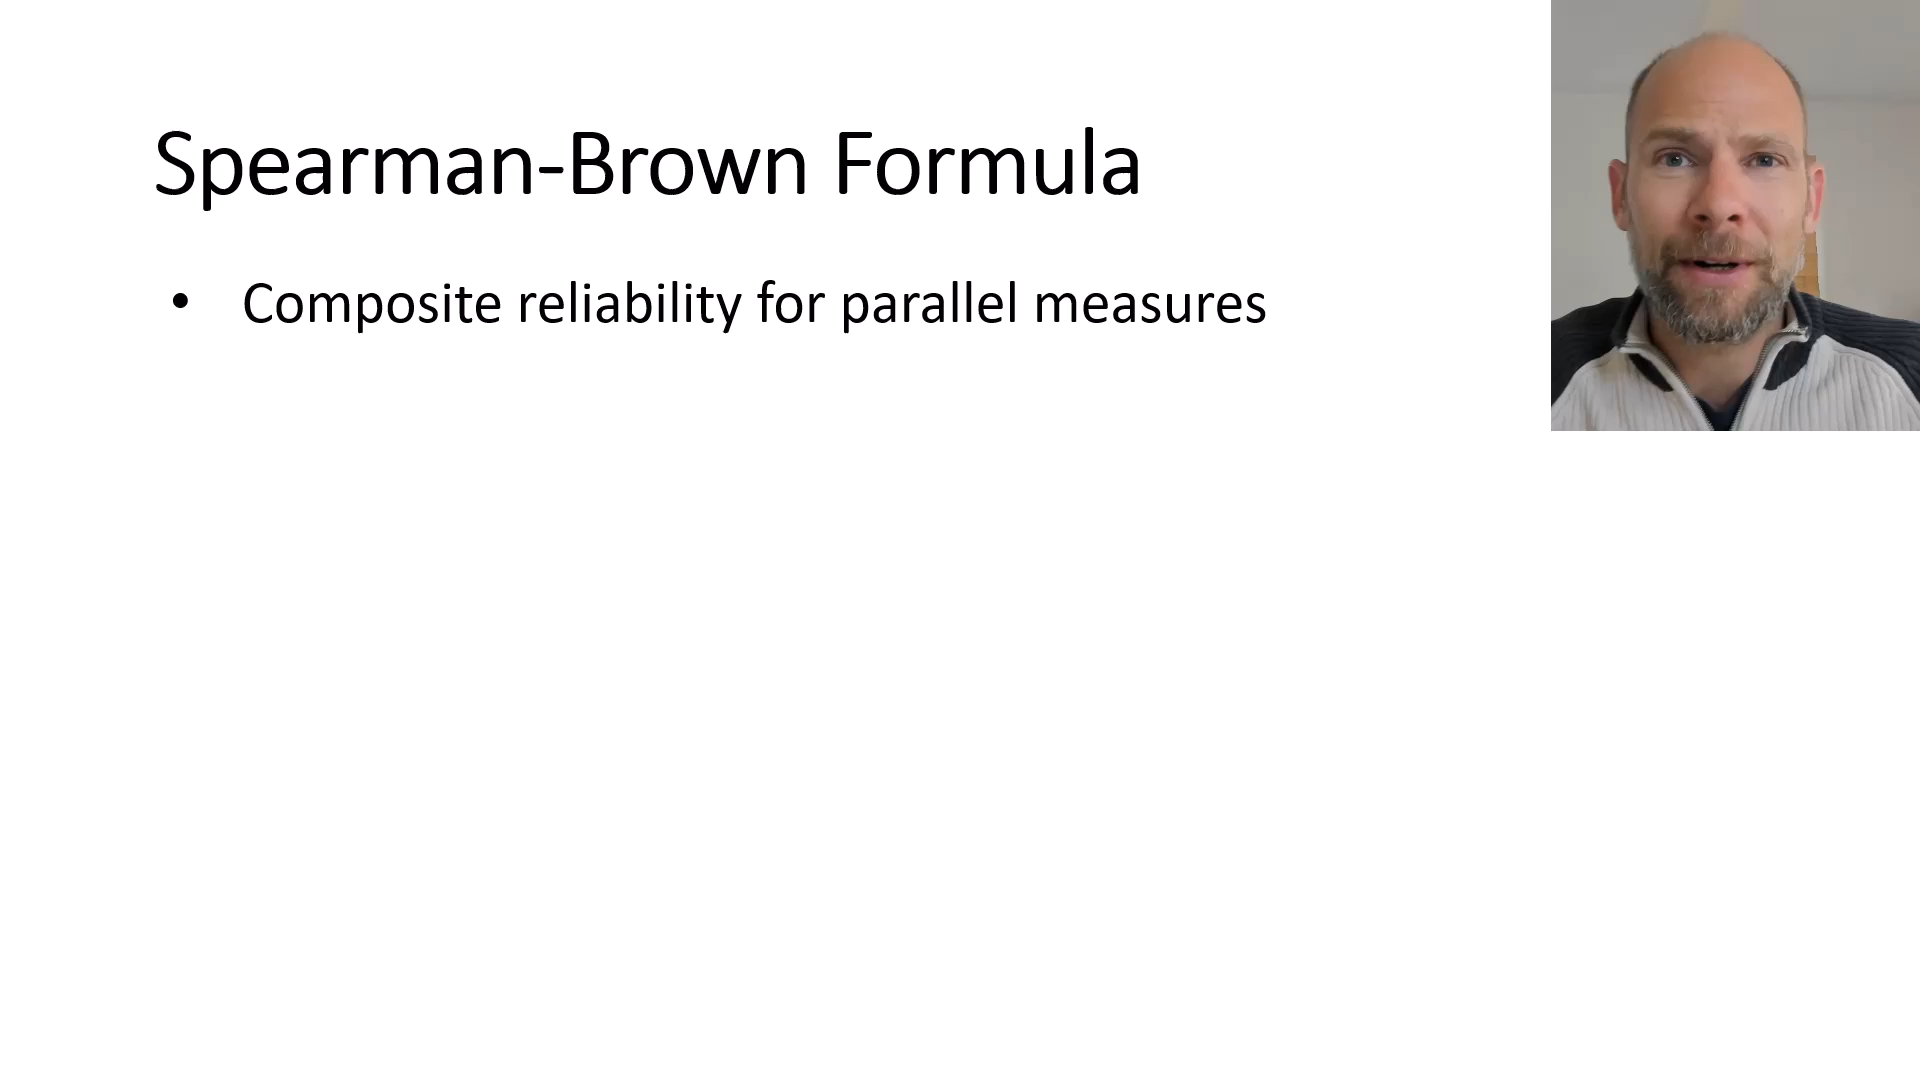 Spearman-Brown Formula
• Composite reliability for parallel measures